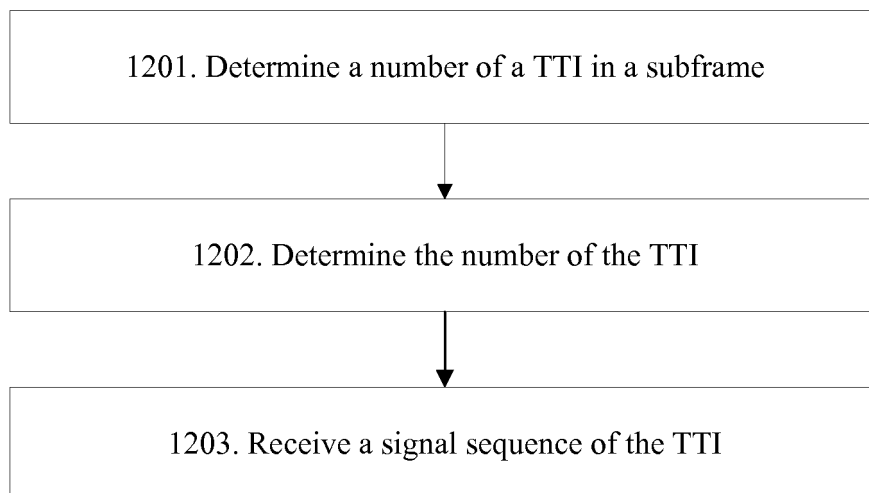 1201. Determine a number of a TTI in a subframe
1202. Determine the number of the TTI
1203. Receive a signal sequence of the TTI